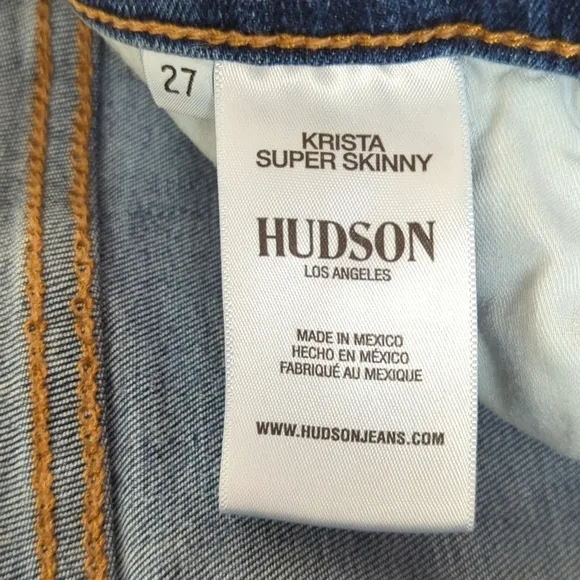 27
KRISTA
SUPER SKINNY
HUDSON
LOS ANGELES
MADE IN MEXICO
HECHO EN MÉXICO
FABRIQUÉ AU MEXIQUE
WWW.HUDSONJEANS.COM